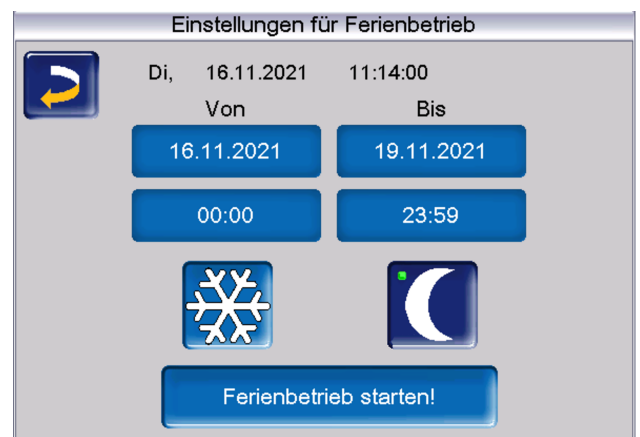 Einstellungen für Ferienbetrieb
Di, 16.11.2021 11:14:00
Von Bis
16.11.2021 19.11.2021
00:00 23:59
Ferienbetrieb starten!